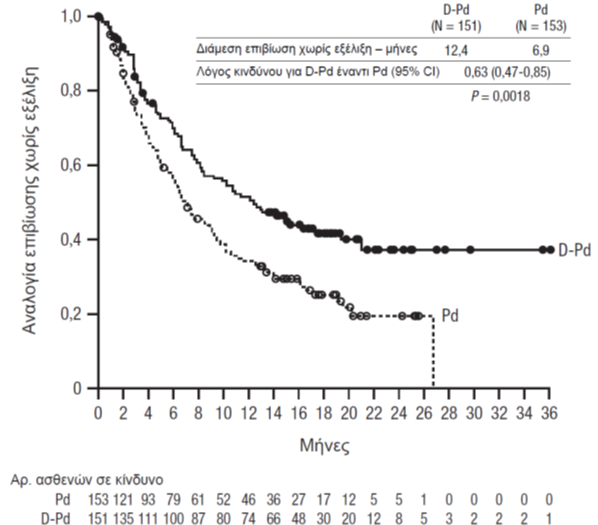 D-Pd Pd
(N = 151) (N = 153)
Διάμεση επιβίωση χωρίς εξέλιξη – μήνες 12,4 6,9
Λόγος κινδύνου για D-Pd έναντι Pd (95% CI) 0,63 (0,47-0,85)
P = 0,0018
Αναλογία επιβίωσης χωρίς εξέλιξη
1,0
0,8
0,6
0,4
0,2
0
D-Pd
Pd
0 2 4 6 8 10 12 14 16 18 20 22 24 26 28 30 32 34 36
Μήνες
Αρ. ασθενών σε κίνδυνο
Pd 153 121 93 79 61 52 46 36 27 17 12 5 5 1 0 0 0 0 0
D-Pd 151 135 111 100 87 80 74 66 48 30 20 12 8 5 3 2 2 2 1